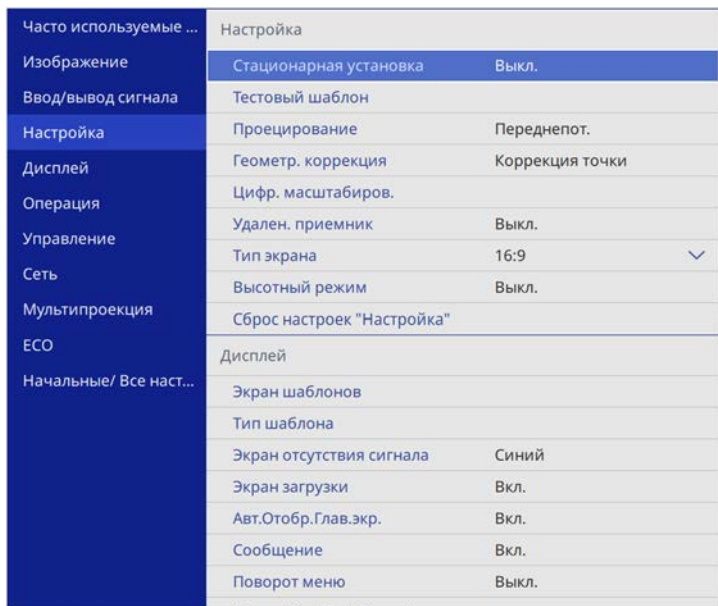 Часто используемые ...
Изображение
Ввод/вывод сигнала
Настройка
Дисплей
Операция
Управление
Сеть
Мультипроекция
ECO
Начальные/ Все наст...
Настройка
Стационарная установка Выкл.
Тестовый шаблон
Проецирование Переднепот.
Геометр. коррекция Коррекция точки
Цифр. масштабиров.
Удален. приемник Выкл.
Тип экрана 16:9
Высотный режим Выкл.
Сброс настроек "Настройка"
Дисплей
Экран шаблонов
Тип шаблона
Экран отсутствия сигнала Синий
Экран загрузки Вкл.
Авт.Отобр.Глав.экр. Вкл.
Сообщение Вкл.
Поворот меню Выкл.